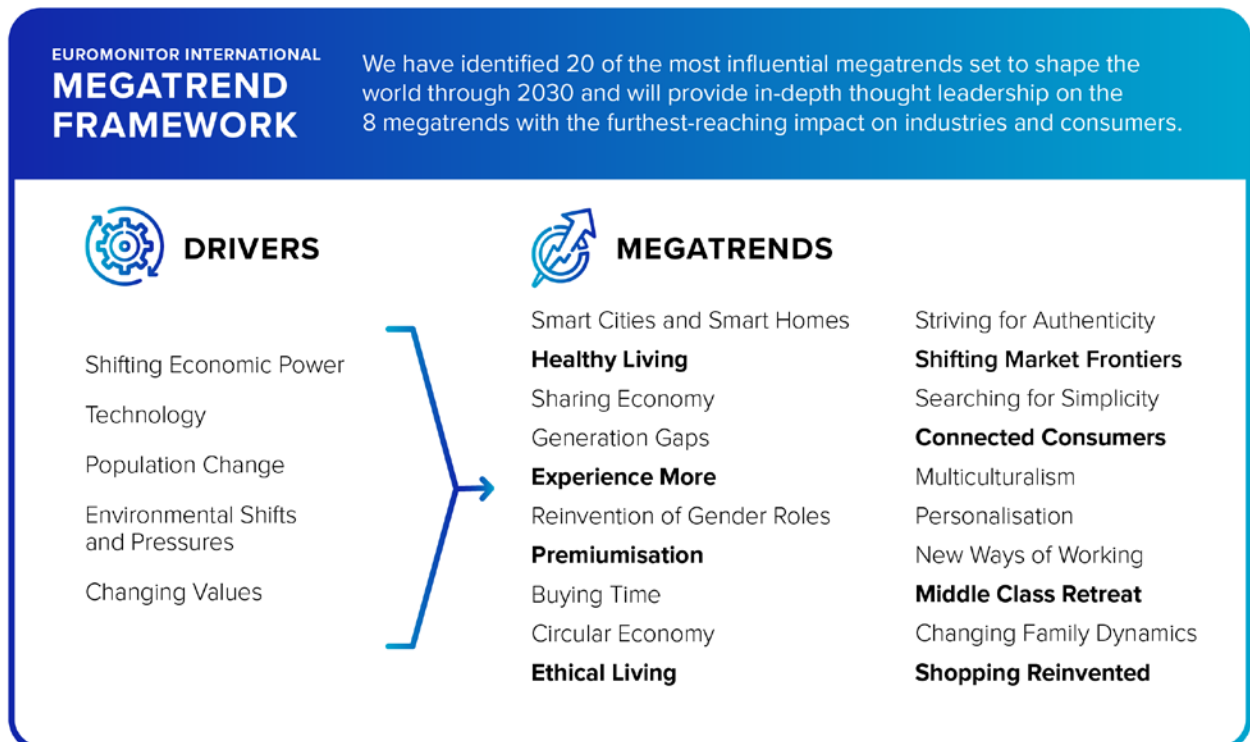 EUROMONITOR INTERNATIONAL
MEGATREND
FRAMEWORK
We have identified 20 of the most influential megatrends set to shape the
world through 2030 and will provide in-depth thought leadership on the
8 megatrends with the furthest-reaching impact on industries and consumers.
DRIVERS
Shifting Economic Power
Technology
Population Change
Environmental Shifts
and Pressures
Changing Values
MEGATRENDS
Smart Cities and Smart Homes
Healthy Living
Sharing Economy
Generation Gaps
Experience More
Reinvention of Gender Roles
Premiumisation
Buying Time
Circular Economy
Ethical Living
Striving for Authenticity
Shifting Market Frontiers
Searching for Simplicity
Connected Consumers
Multiculturalism
Personalisation
New Ways of Working
Middle Class Retreat
Changing Family Dynamics
Shopping Reinvented